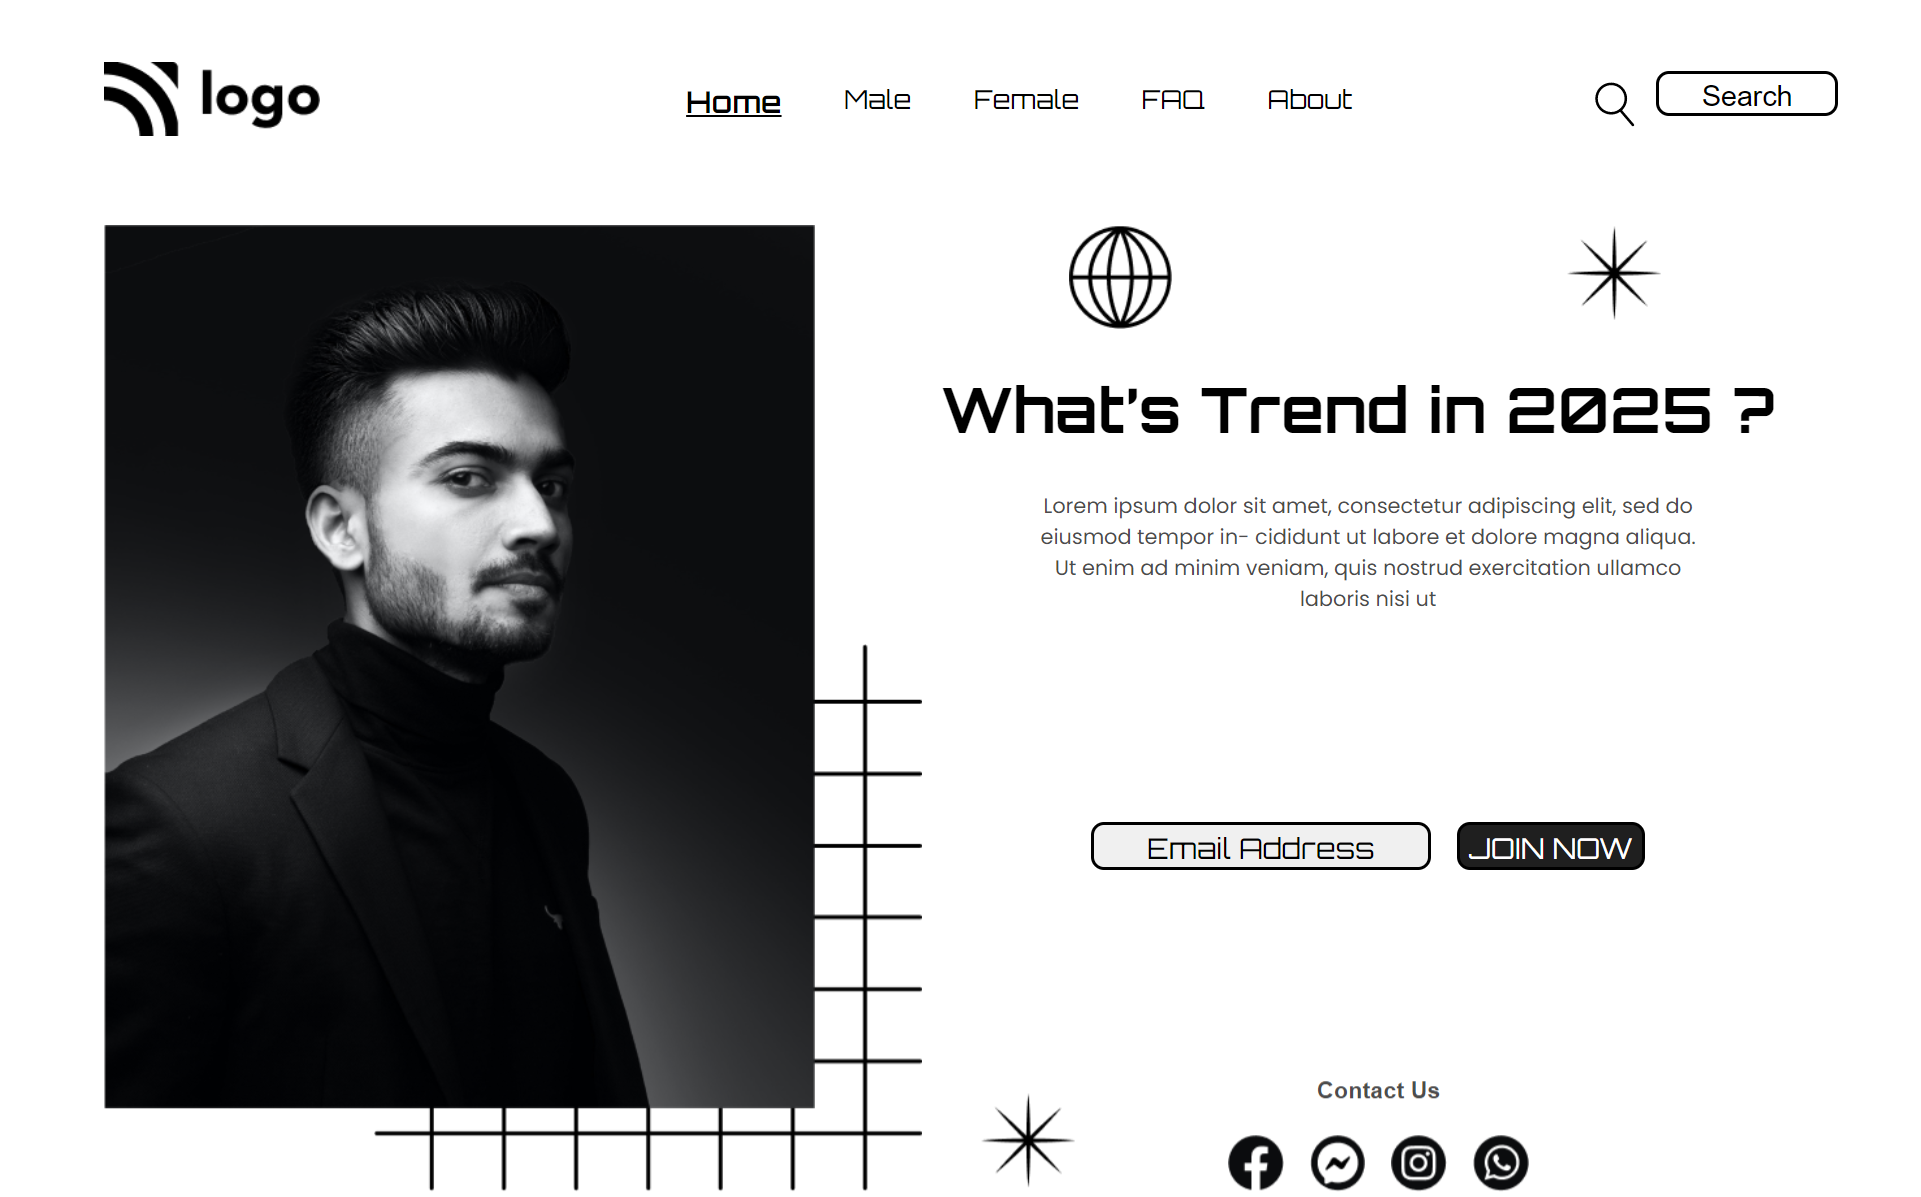 logo
Home
Male
Female
FAQ
About
Search
What's Trend in 2025 ?
Lorem ipsum dolor sit amet, consectetur adipiscing elit, sed do
eiusmod tempor in- cididunt ut labore et dolore magna aliqua.
Ut enim ad minim veniam, quis nostrud exercitation ullamco
laboris nisi ut
Email Address
JOIN NOW
Contact Us